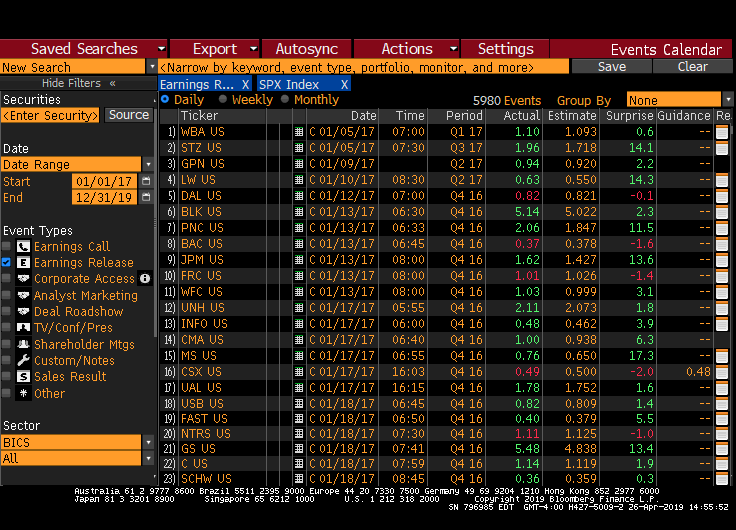 Saved Searches Export Autosync Actions Settings Events Calendar
New Search <Narrow by keyword, event type, portfolio, monitor, and more> Save Clear
Hide Filters « Earnings R... X SPX Index X
Securities Daily Weekly Monthly 5980 Events Group By None
<Enter Security> Source
Date
Date Range
Start 01/01/17
End 12/31/19
Event Types
Earnings Call
E Earnings Release
Corporate Access
Analyst Marketing
Deal Roadshow
TV/Conf/Pres
Shareholder Mtgs
Custom/Notes
S Sales Result
Other
Sector
BICS
All
Ticker Date Time Period Actual Estimate Surprise Guidance Re
1) WBA US C 01/05/17 07:00 Q1 17 1.10 1.093 0.6 --
2) STZ US C 01/05/17 07:30 Q3 17 1.96 1.718 14.1 --
3) GPN US C 01/09/17 Q2 17 0.94 0.920 2.2 --
4) LW US C 01/10/17 08:30 Q2 17 0.63 0.550 14.3 --
5) DAL US C 01/12/17 07:00 Q4 16 0.82 0.821 -0.1 --
6) BLK US C 01/13/17 06:30 Q4 16 5.14 5.022 2.3 --
7) PNC US C 01/13/17 06:33 Q4 16 2.06 1.847 11.5 --
8) BAC US C 01/13/17 06:45 Q4 16 0.37 0.378 -1.6 --
9) JPM US C 01/13/17 06:45 Q4 16 1.62 1.427 13.6 --
10) FRC US C 01/13/17 08:00 Q4 16 1.01 1.026 -1.4 --
11) WFC US C 01/13/17 08:00 Q4 16 1.03 0.999 3.1 --
12) UNH US C 01/17/17 05:55 Q4 16 2.11 2.073 1.8 --
13) INFO US C 01/17/17 06:00 Q4 16 0.48 0.462 3.9 --
14) CMA US C 01/17/17 06:40 Q4 16 1.00 0.938 6.3 --
15) MS US C 01/17/17 06:55 Q4 16 0.76 0.650 17.3 --
16) CSX US C 01/17/17 16:03 Q4 16 0.49 0.500 -2.0 0.48
17) UAL US C 01/17/17 16:15 Q4 16 1.78 1.752 1.6 --
18) USB US C 01/18/17 06:45 Q4 16 0.82 0.809 1.4 --
19) FAST US C 01/18/17 06:50 Q4 16 0.40 0.379 5.5 --
20) NTRS US C 01/18/17 07:30 Q4 16 1.11 1.125 -1.0 --
21) GS US C 01/18/17 07:41 Q4 16 5.48 4.838 13.4 --
22) C US C 01/18/17 07:59 Q4 16 1.14 1.119 1.9 --
23) SCHW US C 01/18/17 08:45 Q4 16 0.36 0.359 0.3 --
Australia 61 2 9777 8600 Brazil 5511 2395 9000 Europe 44 20 7330 7500 Germany 49 69 9204 1210 Hong Kong 852 2977 6000
Japan 81 3 3201 8900 Singapore 65 6212 1000 U.S. 1 212 318 2000 Copyright 2019 Bloomberg Finance L.P.
SN 796985 EDT GMT-4:00 H427-5009-2 26-Apr-2019 14:55:52